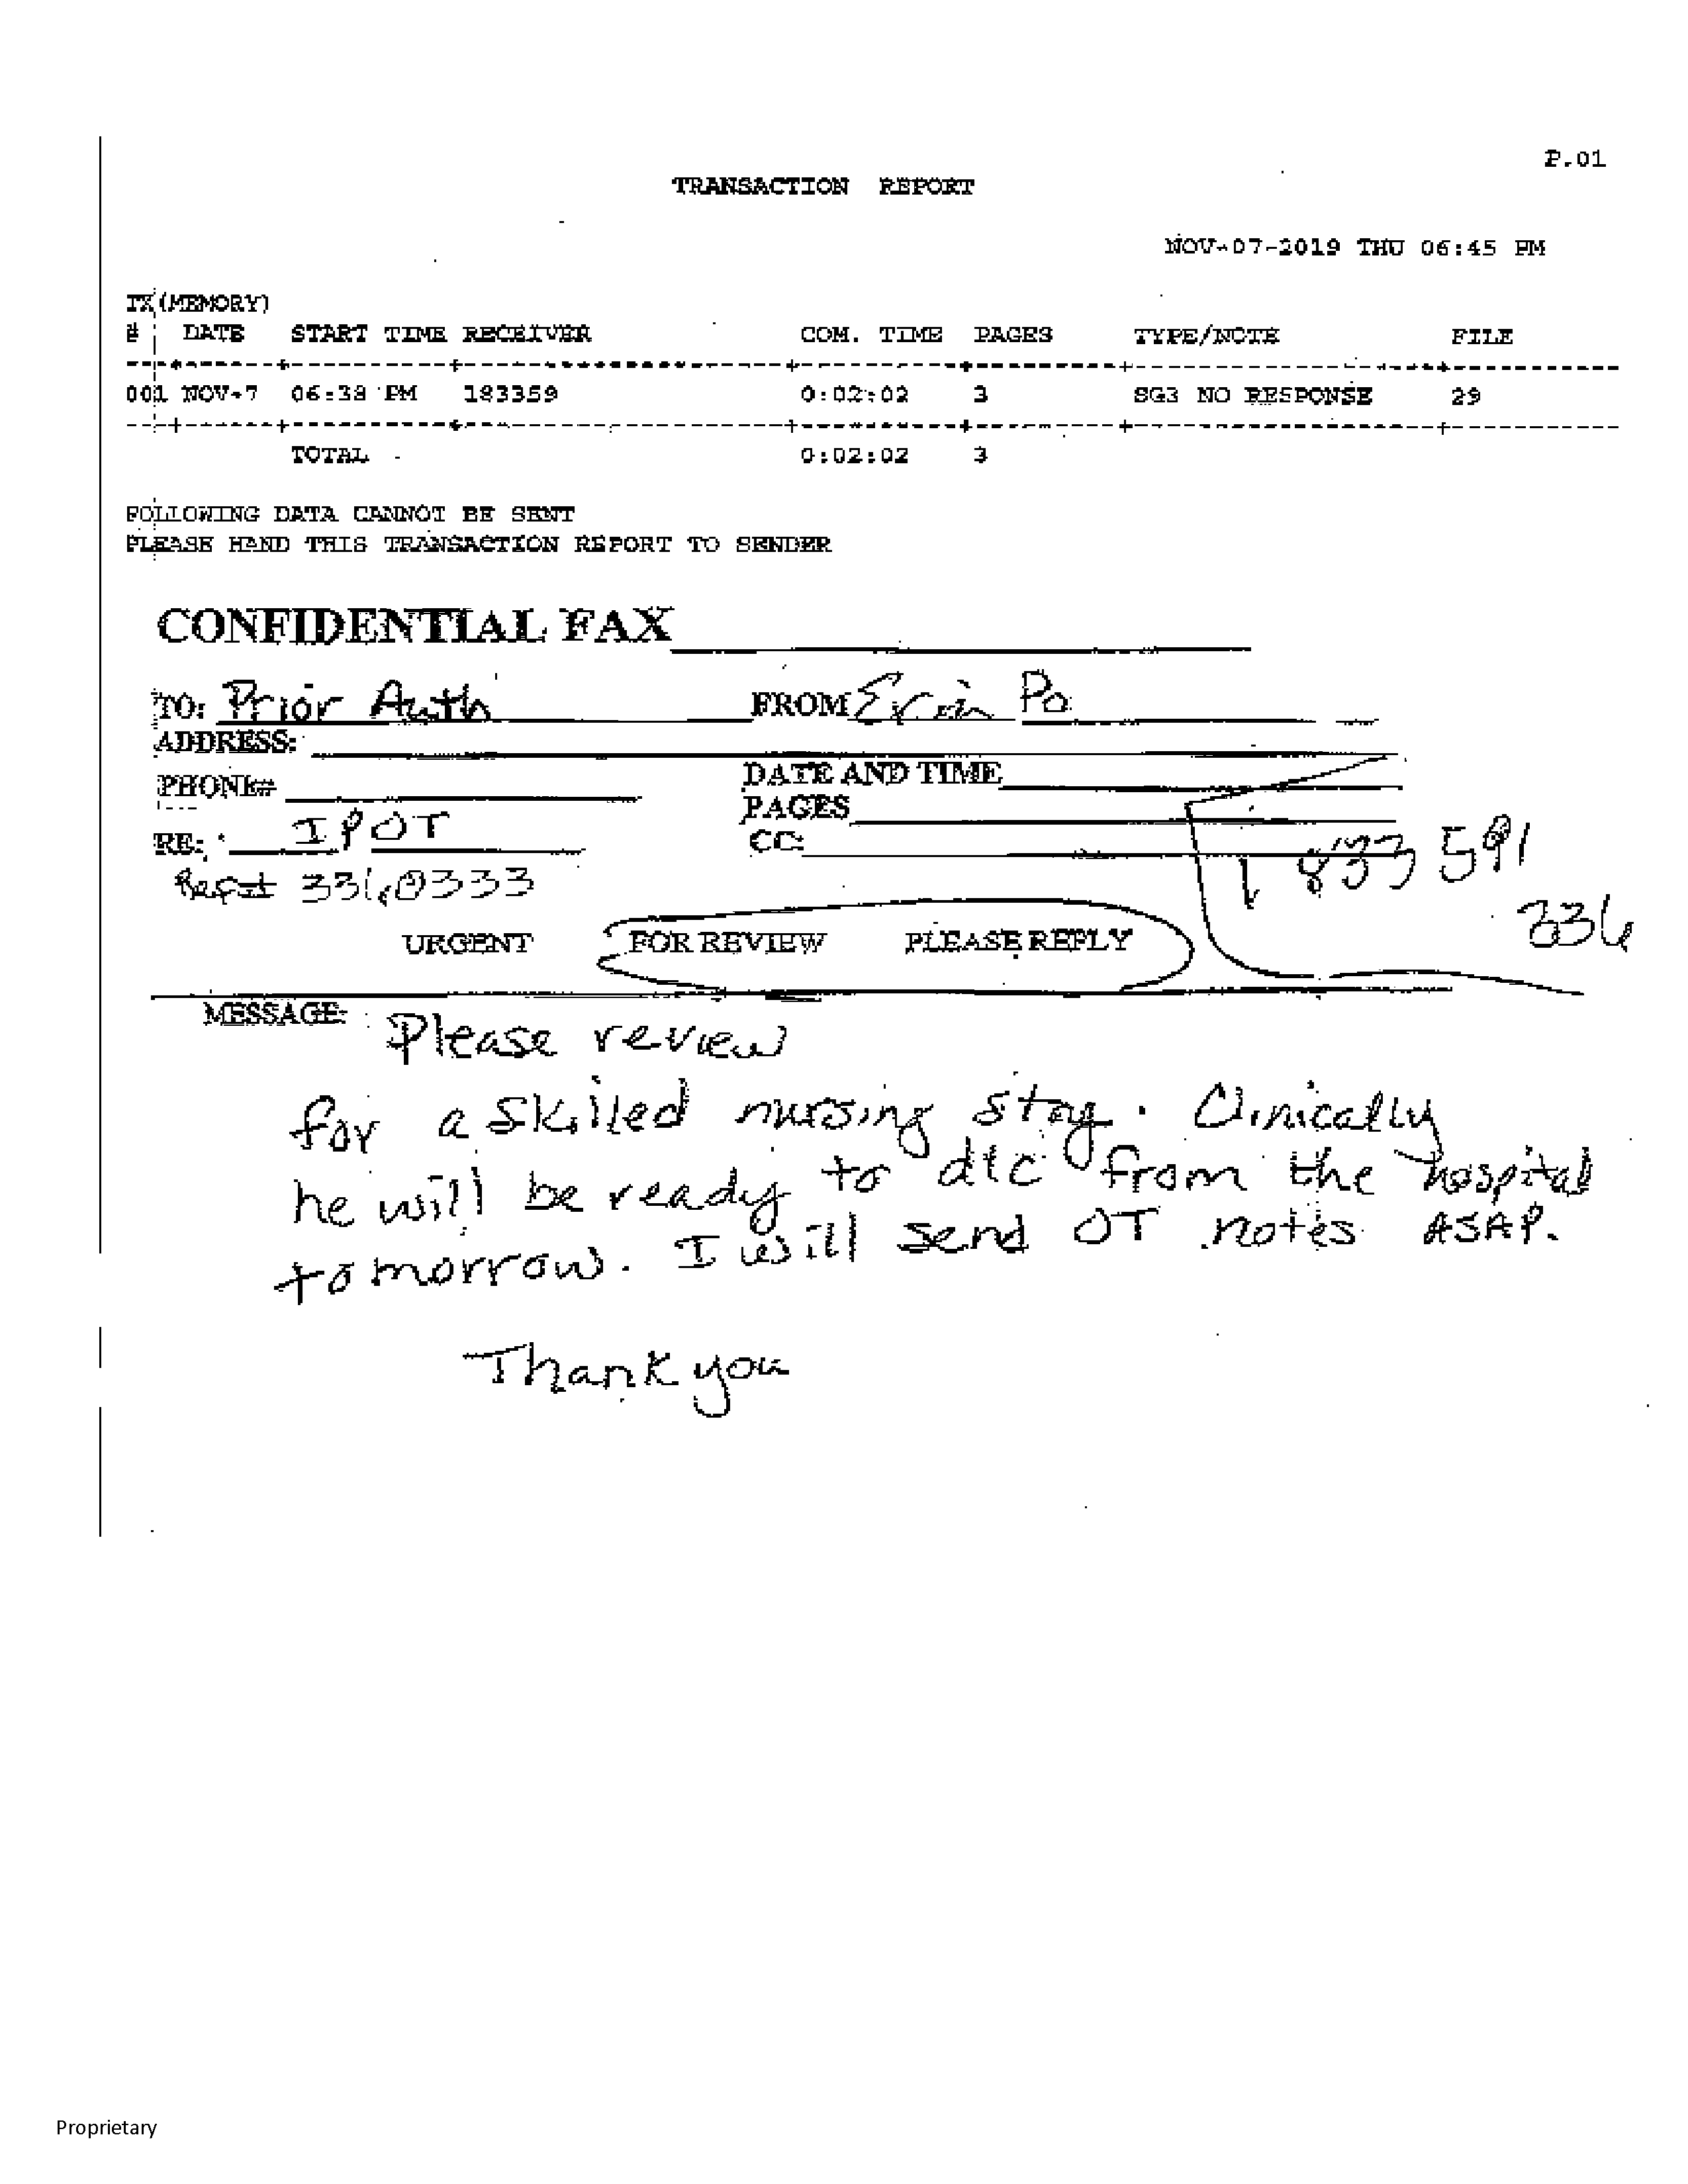 P.01
TRANSACTION REPORT
NOV-07-2019 THU 06:45 PM
TX(MEMORY)
# DATE START TIME RECEIVER COM. TIME PAGES TYPE/NOTE FILE
001 NOV-7 06:38 PM 183359 0:02:02 3 SG3 NO RESPONSE 29
TOTAL 0:02:02 3
FOLLOWING DATA CANNOT BE SENT
PLEASE HAND THIS TRANSACTION REPORT TO SENDER
CONFIDENTIAL FAX
TO: Prior Auth FROM Erin Po
ADDRESS:
PHONE# DATE AND TIME
PAGES
RE: IPOT CC:
1 833 591
Ref# 3360333
336
URGENT FOR REVIEW PLEASE REPLY
MESSAGE: Please review
for a skilled nursing stay. Clinically
he will be ready to d/c from the hospital
tomorrow. I will send OT notes ASAP.
Thank you
Proprietary